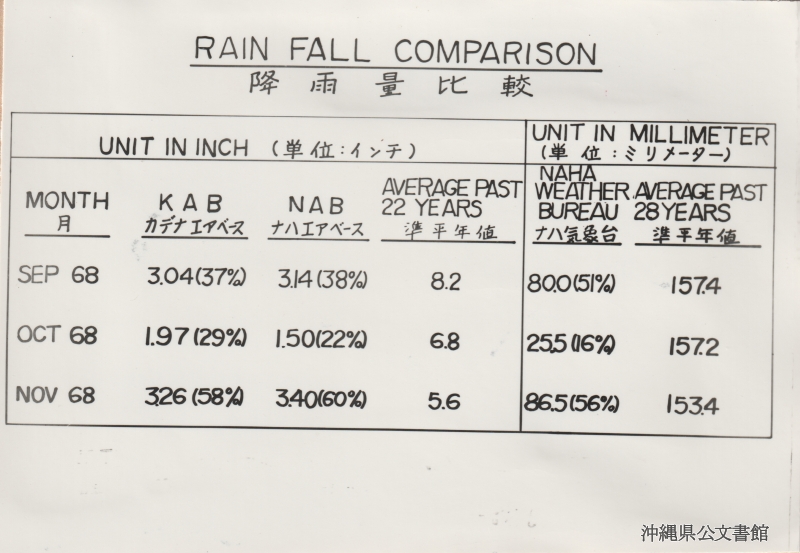 RAIN FALL COMPARISON
降雨量比較
UNIT IN INCH (単位:インチ)
UNIT IN MILLIMETER
(単位:ミリメーター)
MONTH
月
KAB
カデナエアベース
NAB
ナハエアベース
AVERAGE PAST
22 YEARS
準平年値
NAHA
WEATHER
BUREAU
ナハ気象台
AVERAGE PAST
28 YEARS
準平年値
SEP 68 3.04(37%) 3.14(38%) 8.2 80.0(51%) 157.4
OCT 68 1.97(29%) 1.50(22%) 6.8 25.5(16%) 157.2
NOV 68 3.26(58%) 3.40(60%) 5.6 86.5(56%) 153.4
沖縄県公文書館